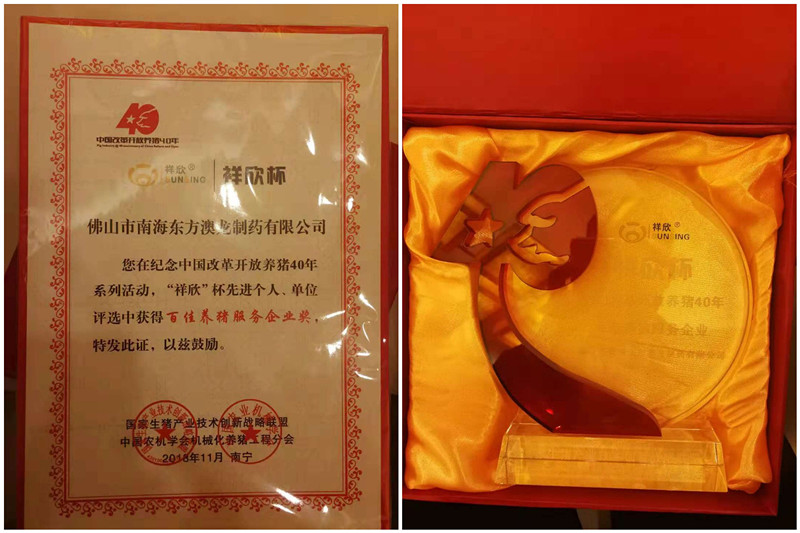 40
中国改革开放养猪40年
祥欣®
SUNSING
祥欣杯
佛山市南海东方澳龙制药有限公司
您在纪念中国改革开放养猪40年
系列活动，“祥欣”杯先进个人、单位
评选中获得百佳养猪服务企业奖，
特发此证，以兹鼓励。
国家生猪产业技术创新战略联盟
中国农机学会机械化养猪工程分会
2018年11月 南宁
40
祥欣®
SUNSING
欣杯
养猪40年
服务企业